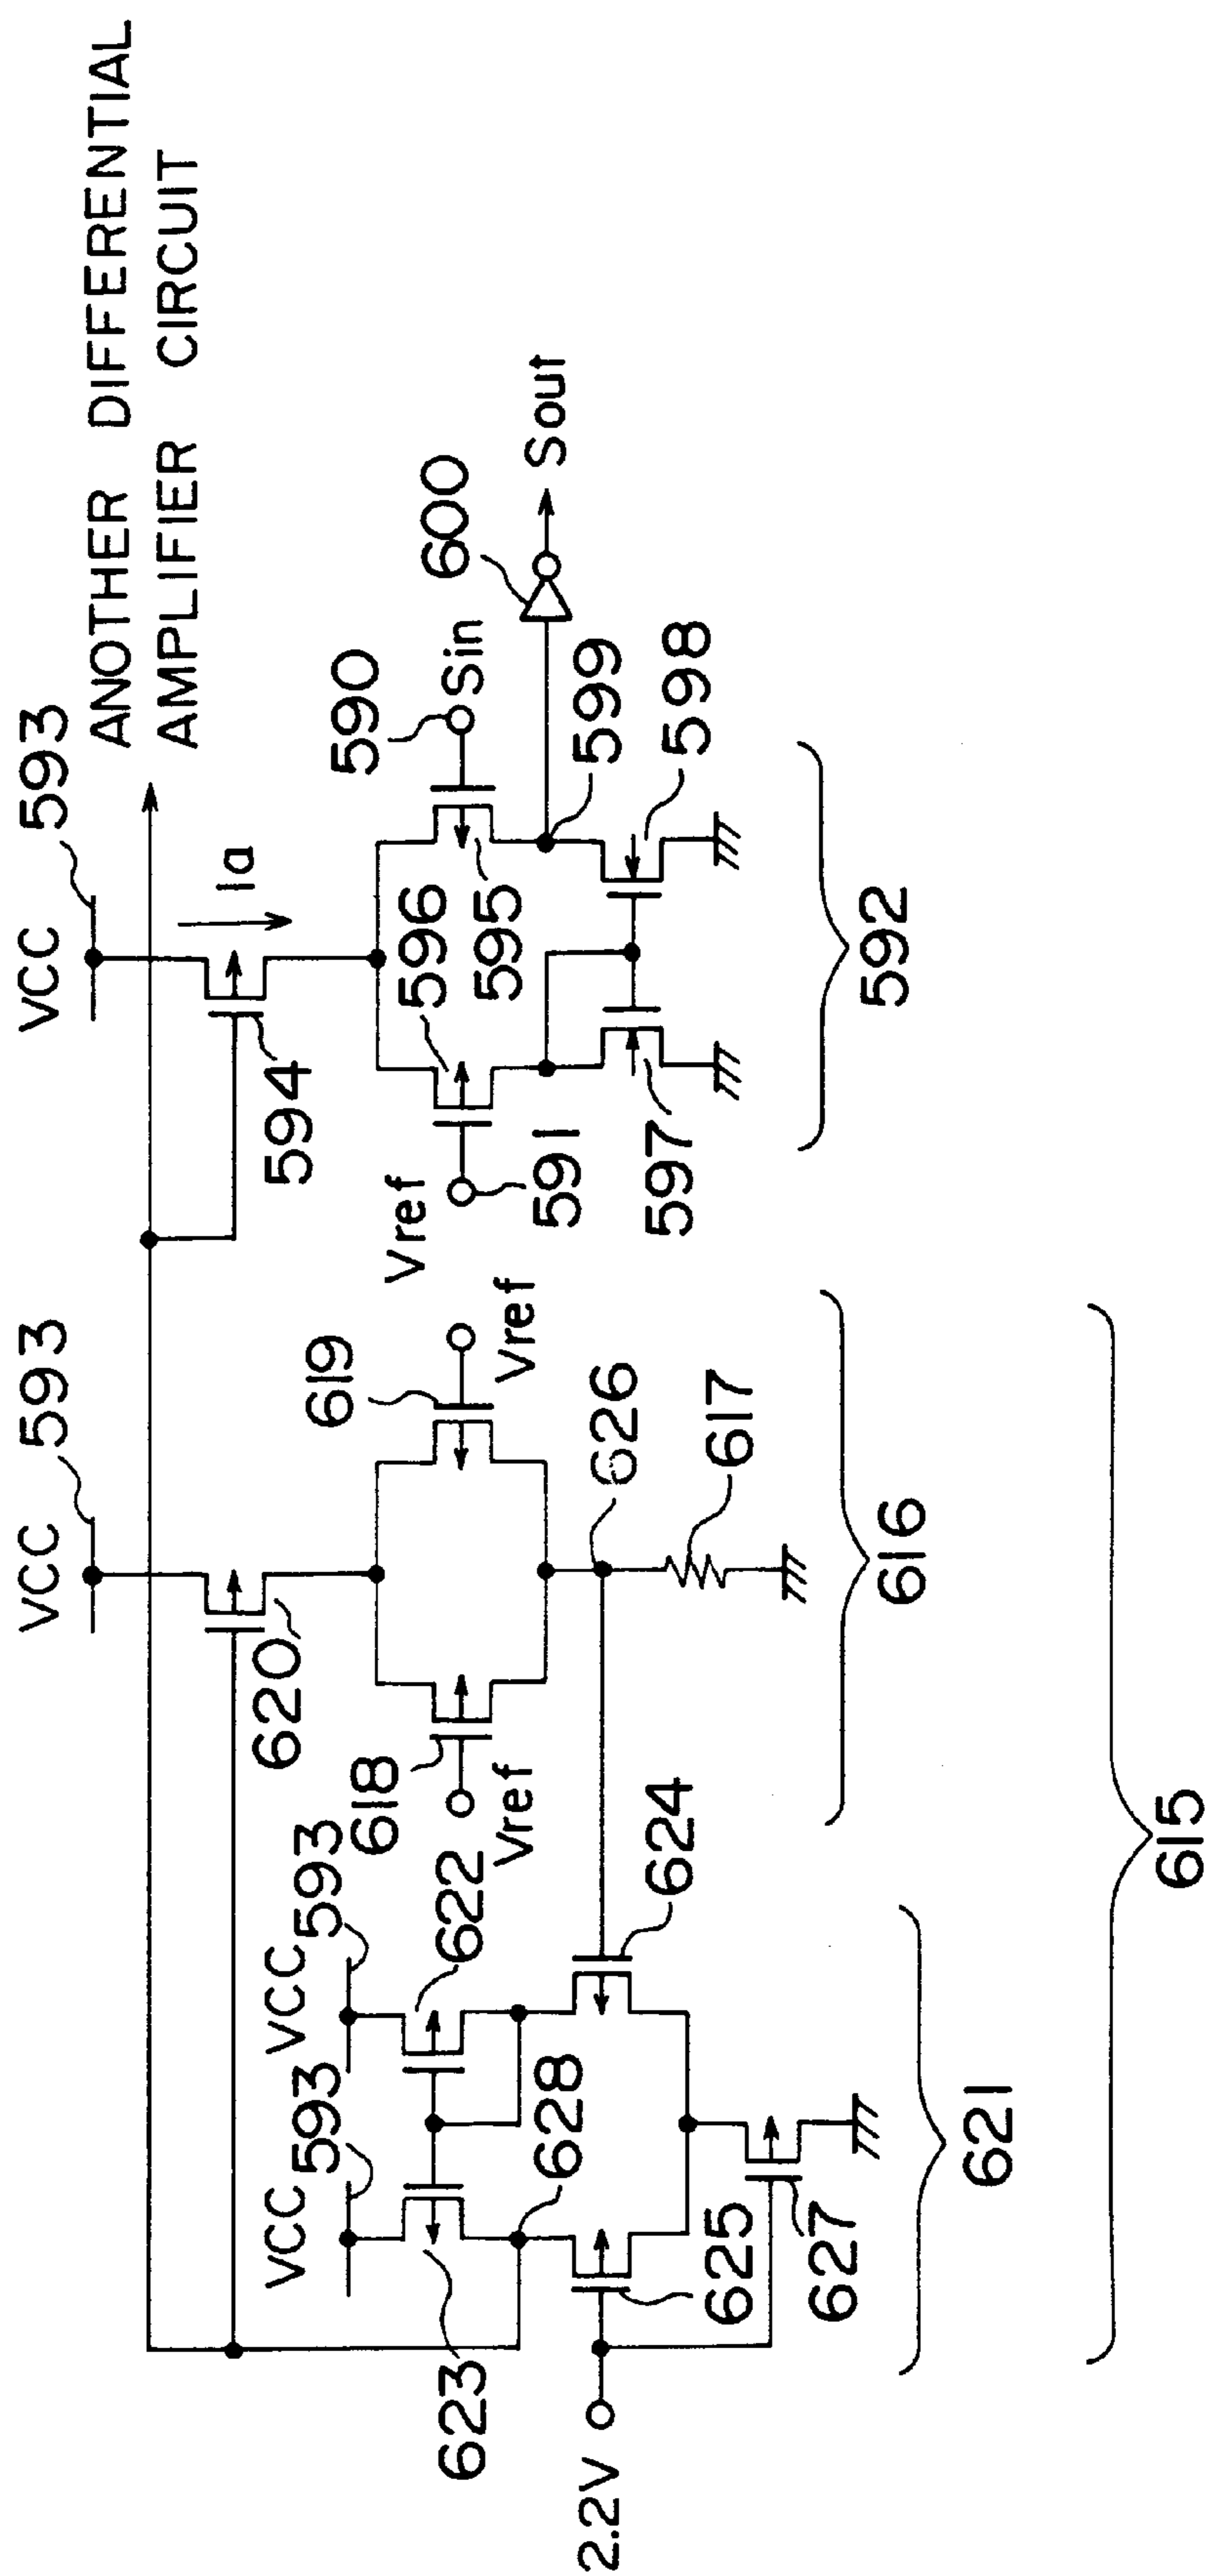 ANOTHER DIFFERENTIAL
AMPLIFIER CIRCUIT
VCC 593
VCC 593
Ia
594
620
VCC 593
VCC 593
622
623
628
618
Vref
619
Vref
Vref
591
596
595
590
Sin
600
Sout
599
598
597
592
626
617
616
624
625
627
2.2V
621
615